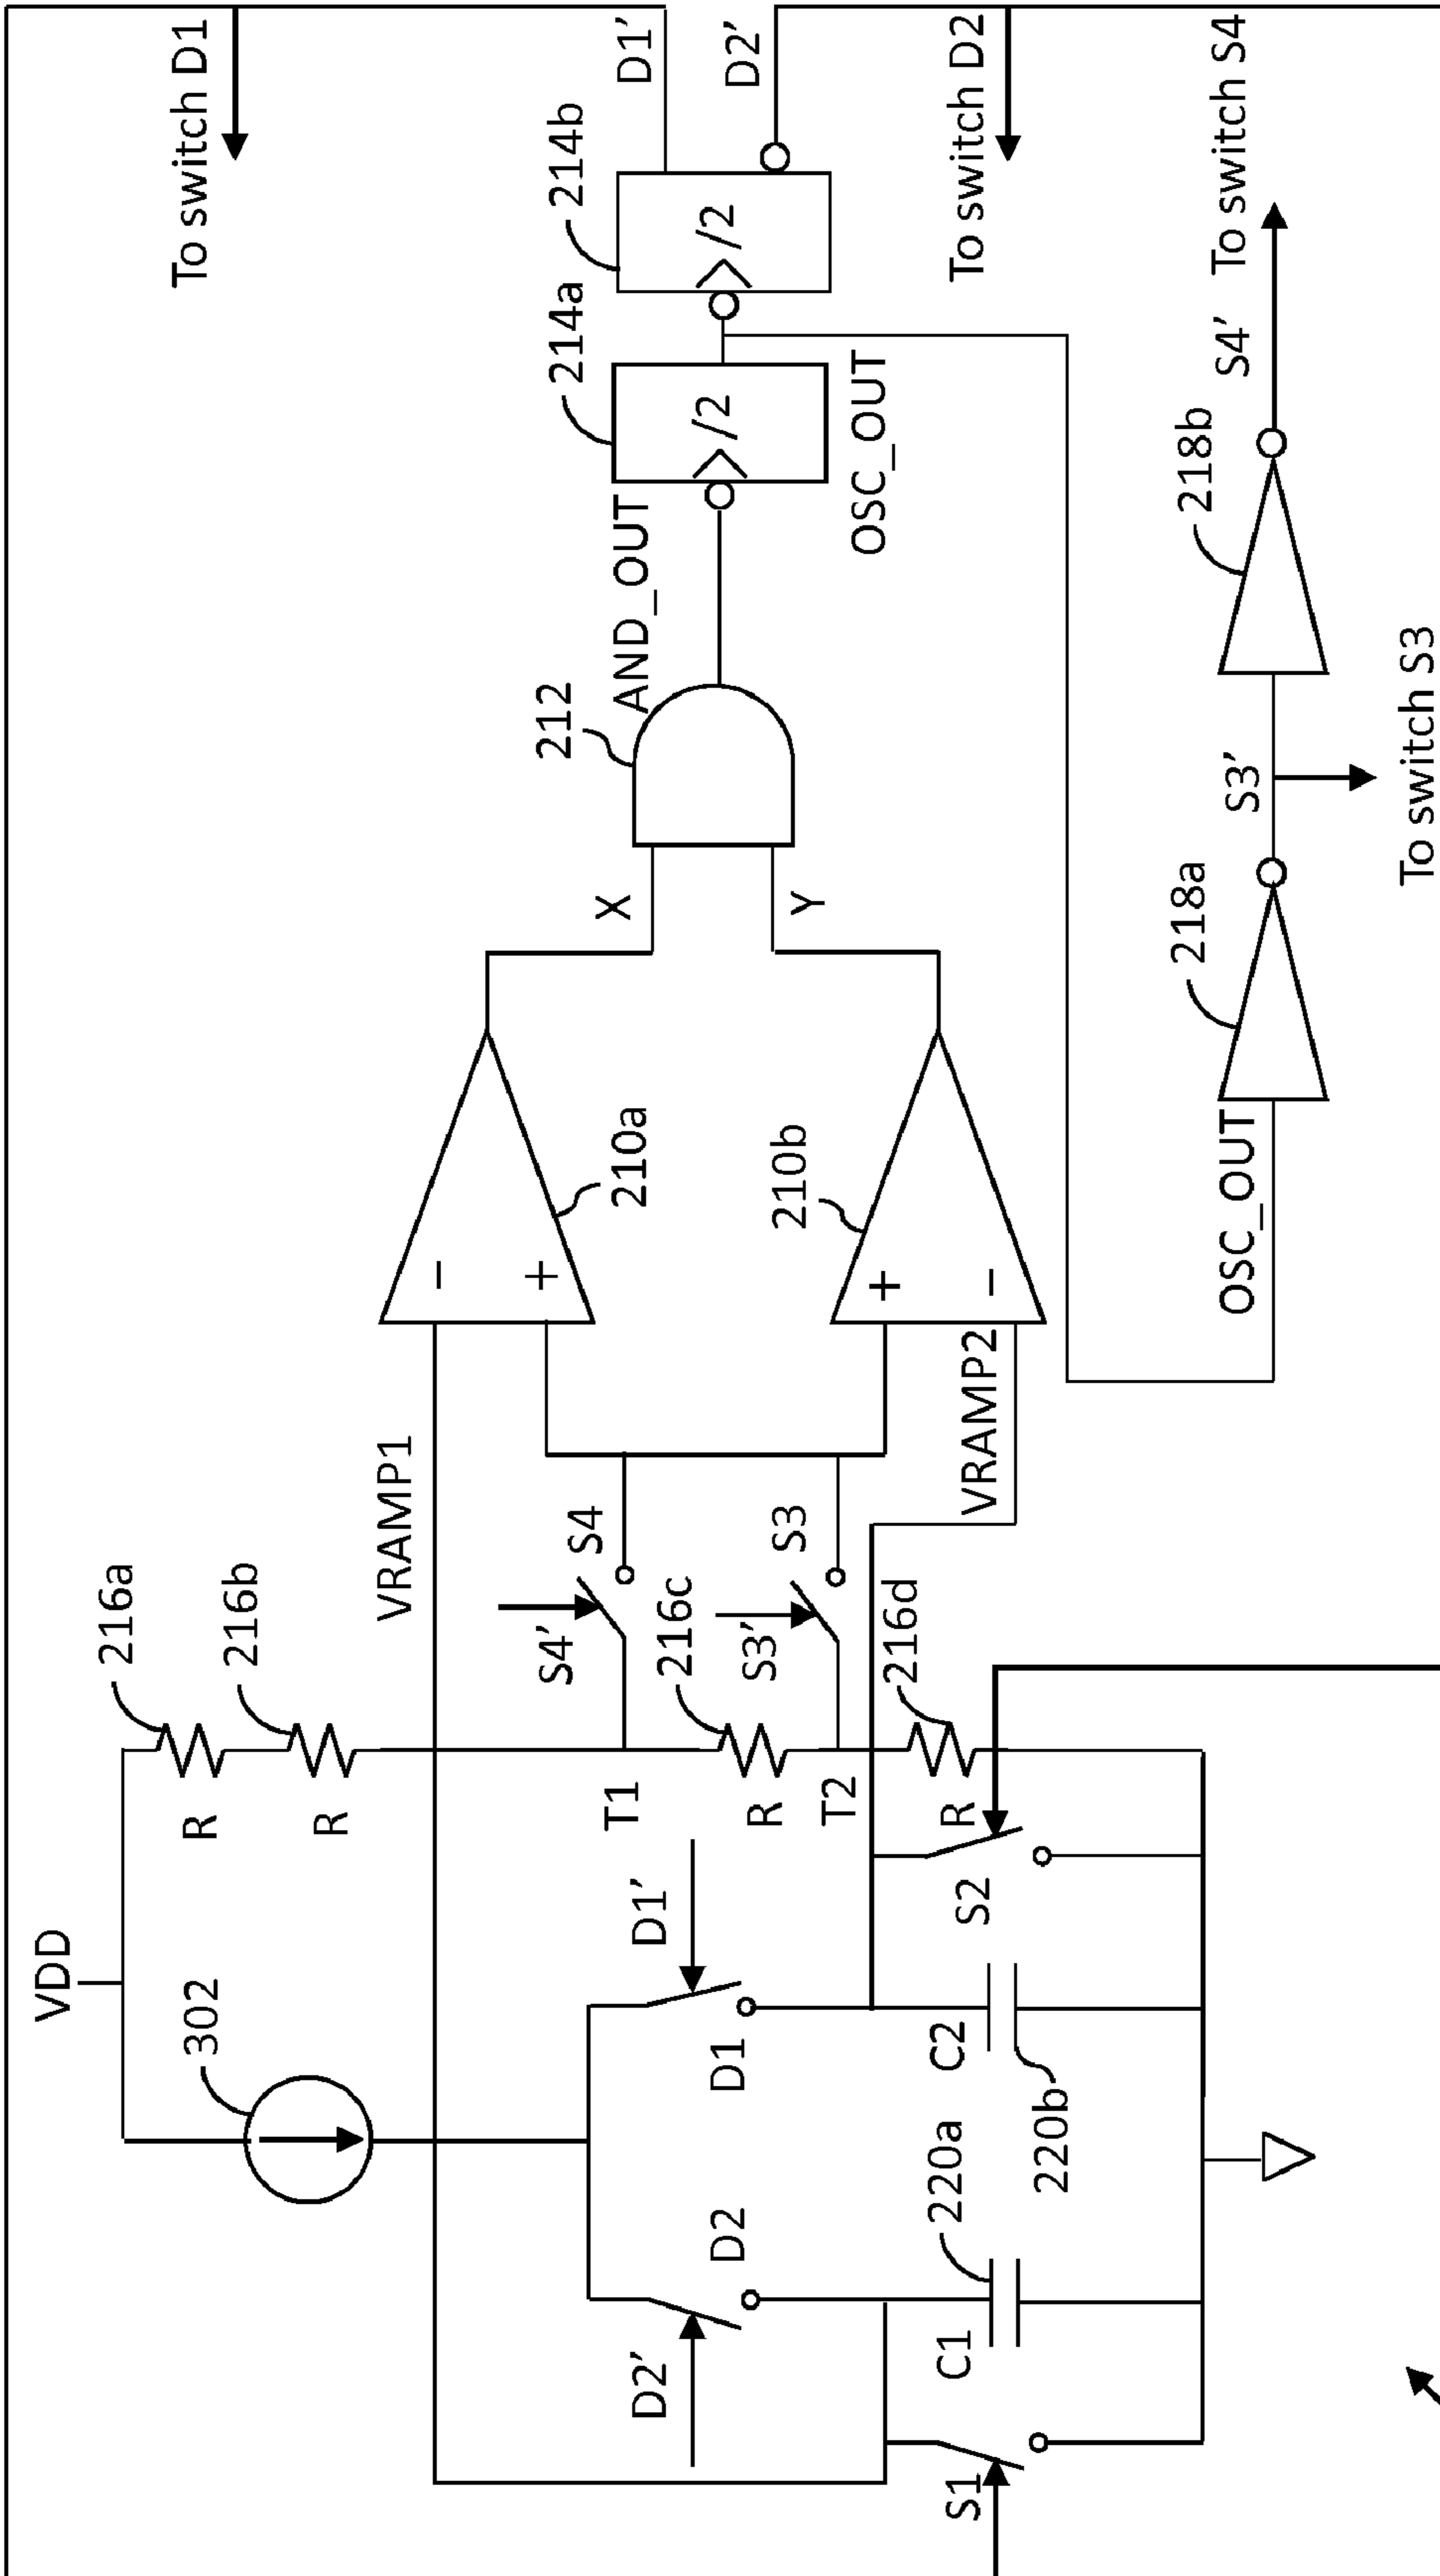 VDD
302
216a
R
216b
R
VRAMP1
To switch D1
D2'
D2
D1'
D1
T1
S4'
S4
216c
R
S3'
S3
T2
216d
R
C1
220a
C2
220b
S1
S2
VRAMP2
-
+
210a
+
-
210b
X
Y
212
AND_OUT
214a
/2
OSC_OUT
214b
/2
D1'
D2'
To switch D2
OSC_OUT
218a
S3'
To switch S3
218b
S4'
To switch S4